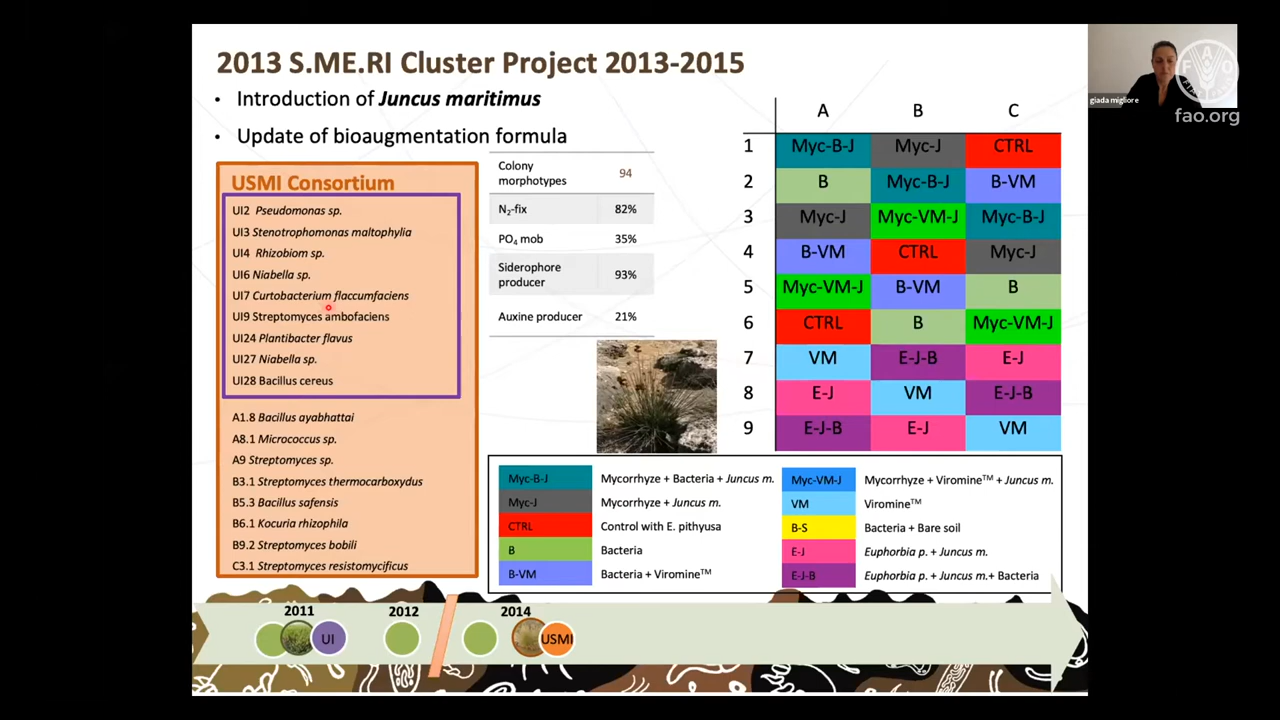 2013 S.ME.RI Cluster Project 2013-2015
• Introduction of Juncus maritimus
• Update of bioaugmentation formula
USMI Consortium
UI2 Pseudomonas sp.
UI3 Stenotrophomonas maltophylia
UI4 Rhizobiom sp.
UI6 Niabella sp.
UI7 Curtobacterium flaccumfaciens
UI9 Streptomyces ambofaciens
UI24 Plantibacter flavus
UI27 Niabella sp.
UI28 Bacillus cereus
A1.8 Bacillus ayabhattai
A8.1 Micrococcus sp.
A9 Streptomyces sp.
B3.1 Streptomyces thermocarboxydus
B5.3 Bacillus safensis
B6.1 Kocuria rhizophila
B9.2 Streptomyces bobili
C3.1 Streptomyces resistomycificus
Colony morphotypes 94
N2-fix 82%
PO4 mob 35%
Siderophore producer 93%
Auxine producer 21%
A B C
1 Myc-B-J Myc-J CTRL
2 B Myc-B-J B-VM
3 Myc-J Myc-VM-J Myc-B-J
4 B-VM CTRL Myc-J
5 Myc-VM-J B-VM B
6 CTRL B Myc-VM-J
7 VM E-J-B E-J
8 E-J VM E-J-B
9 E-J-B E-J VM
Myc-B-J Mycorrhyze + Bacteria + Juncus m.
Myc-J Mycorrhyze + Juncus m.
CTRL Control with E. pithyusa
B Bacteria
B-VM Bacteria + Viromine™
Myc-VM-J Mycorrhyze + Viromine™ + Juncus m.
VM Viromine™
B-S Bacteria + Bare soil
E-J Euphorbia p. + Juncus m.
E-J-B Euphorbia p. + Juncus m.+ Bacteria
2011 2012 2014
UI USMI
giada migliore
FAO
fao.org